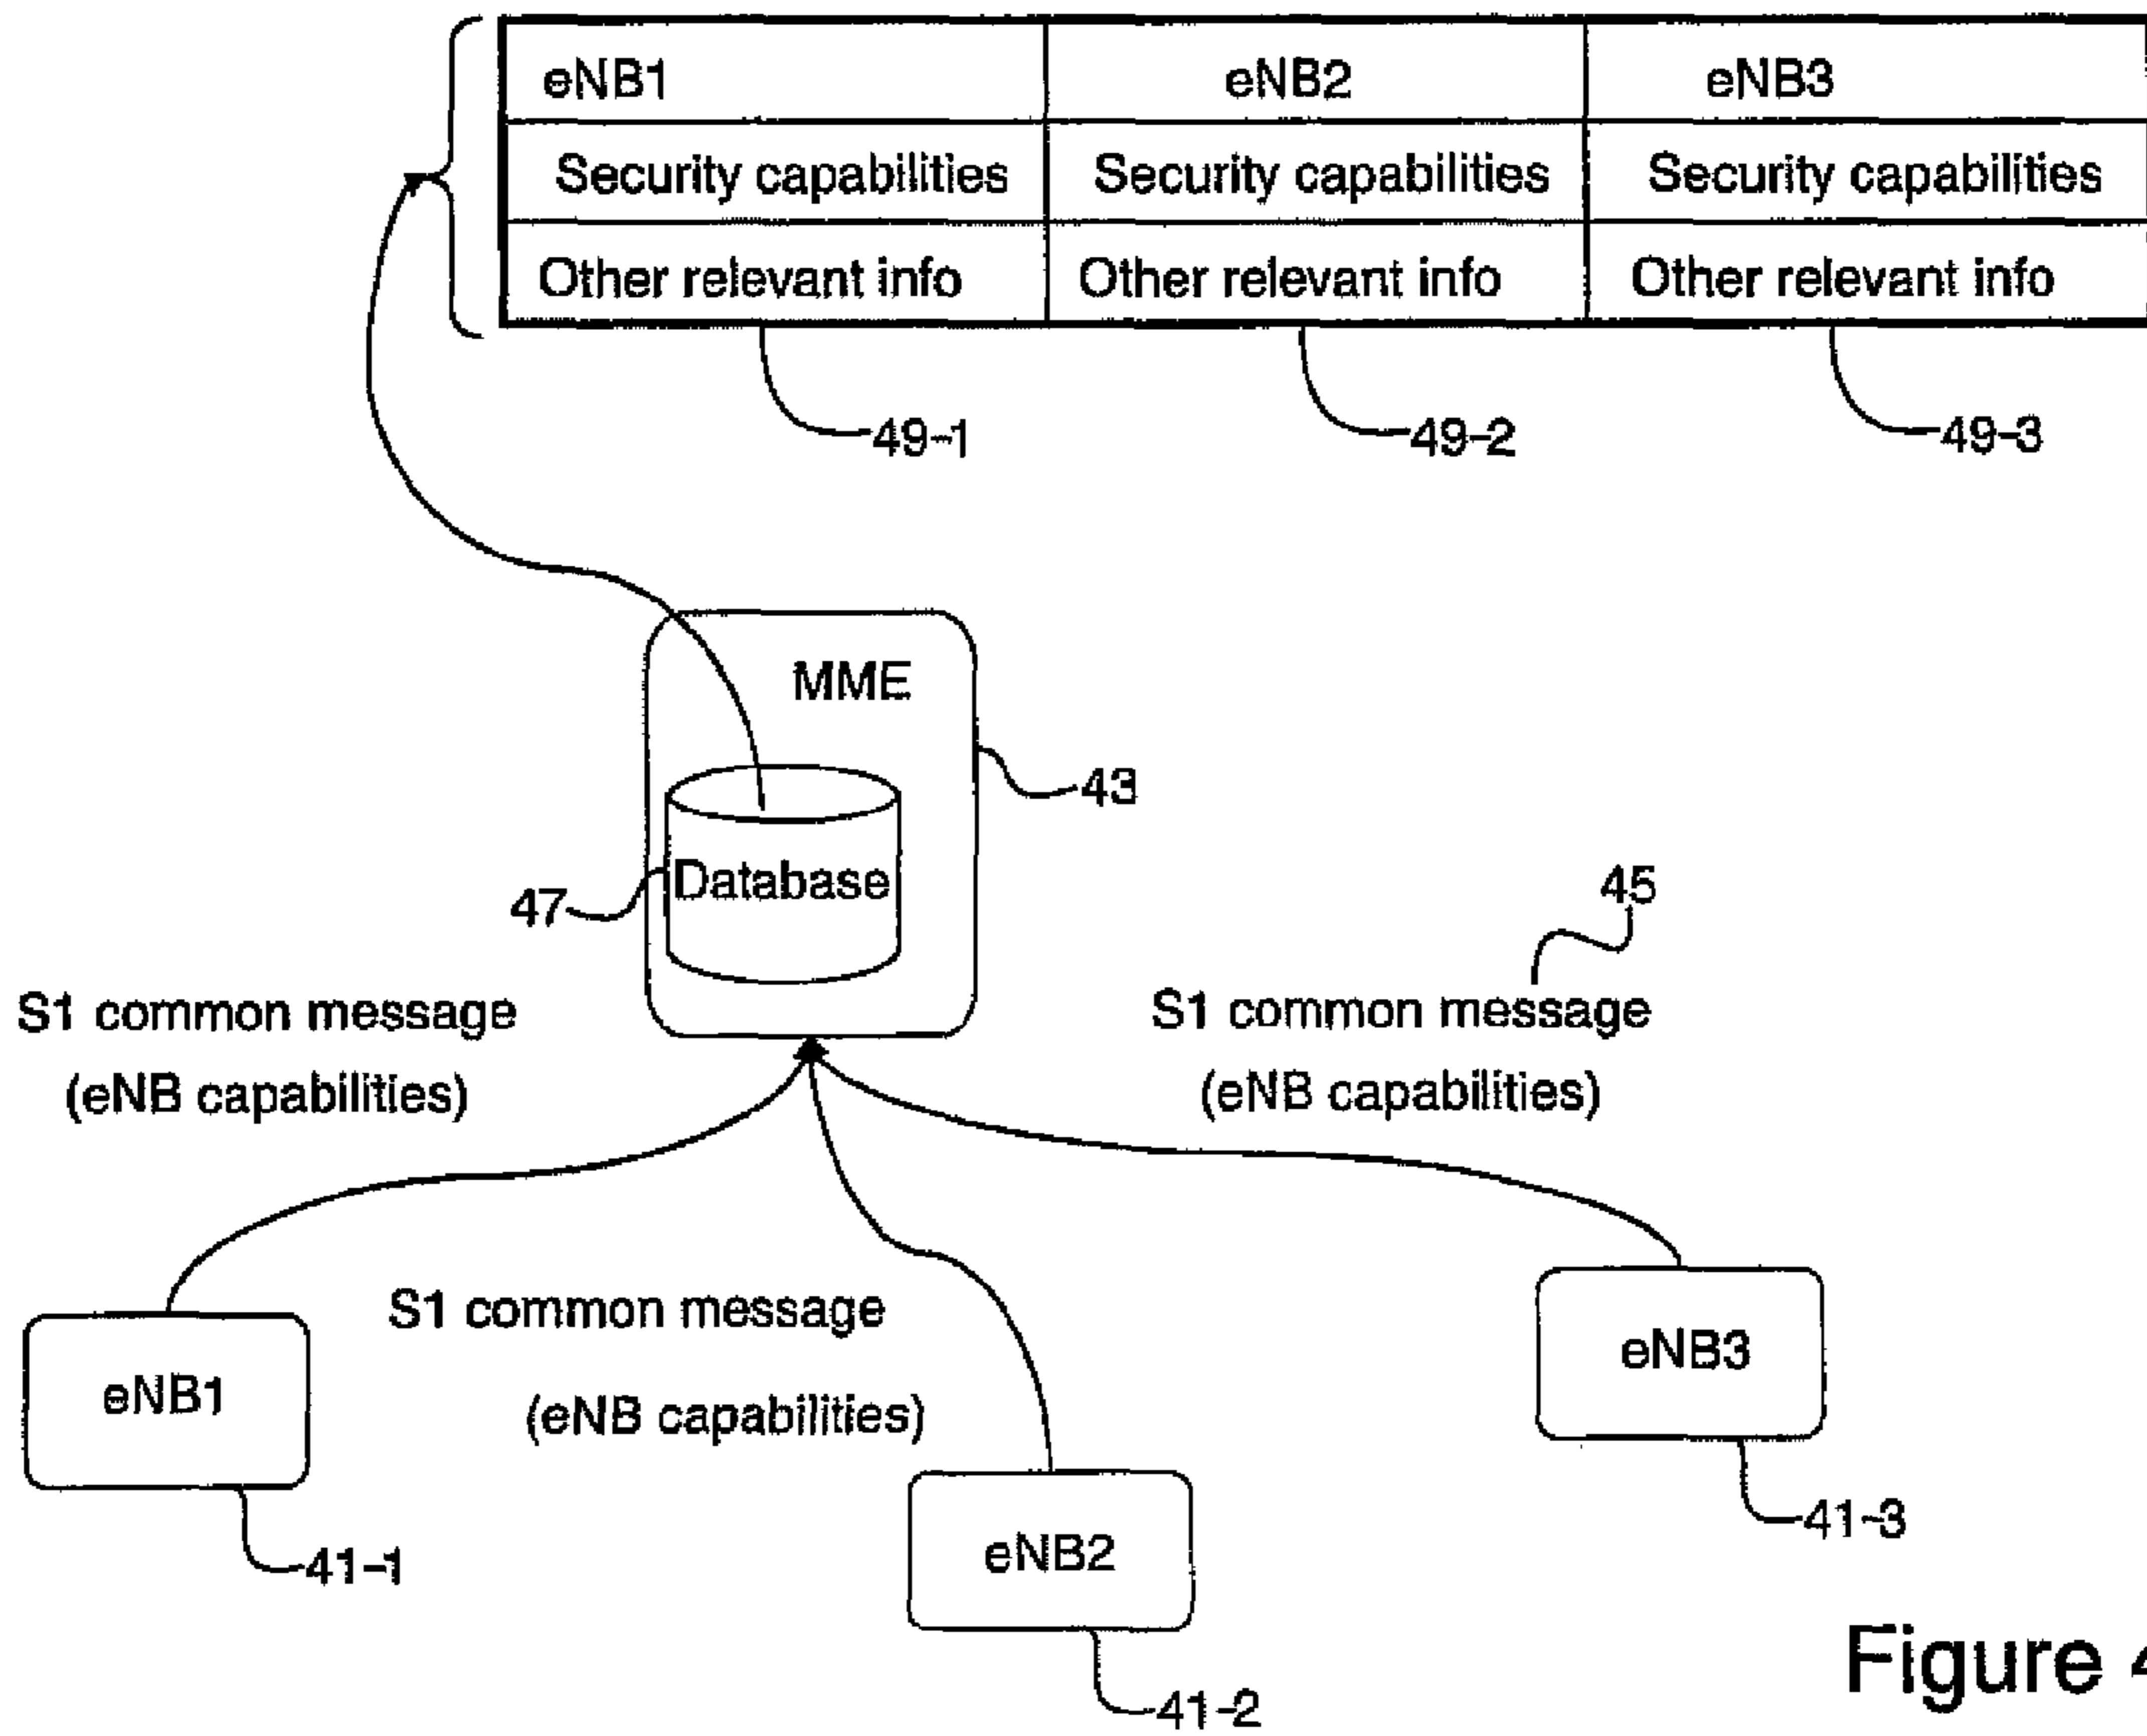 eNB1 eNB2 eNB3
Security capabilities Security capabilities Security capabilities
Other relevant info Other relevant info Other relevant info
49-1 49-2 49-3
MME
43
Database
47
45
S1 common message
(eNB capabilities)
S1 common message
(eNB capabilities)
S1 common message
(eNB capabilities)
eNB1
41-1
eNB2
41-2
eNB3
41-3
Figure 4